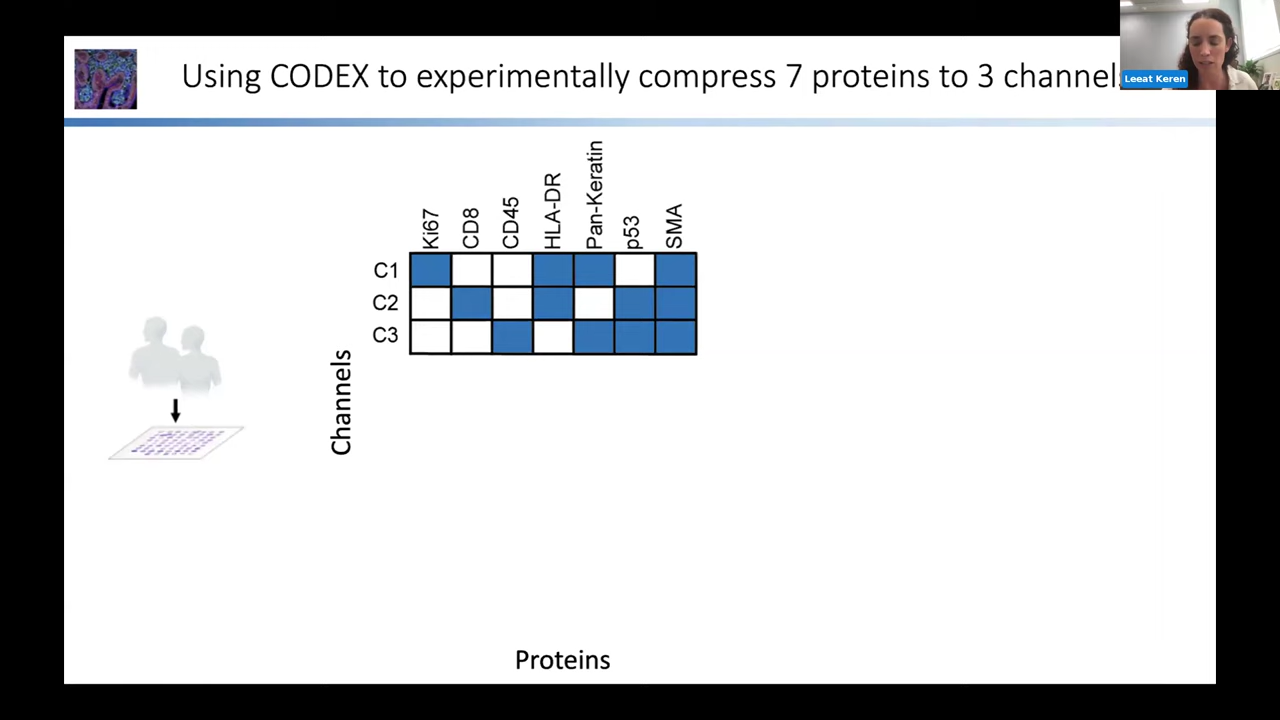 Using CODEX to experimentally compress 7 proteins to 3 channels
Leeat Keren
Ki67
CD8
CD45
HLA-DR
Pan-Keratin
p53
SMA
C1
C2
C3
Channels
Proteins